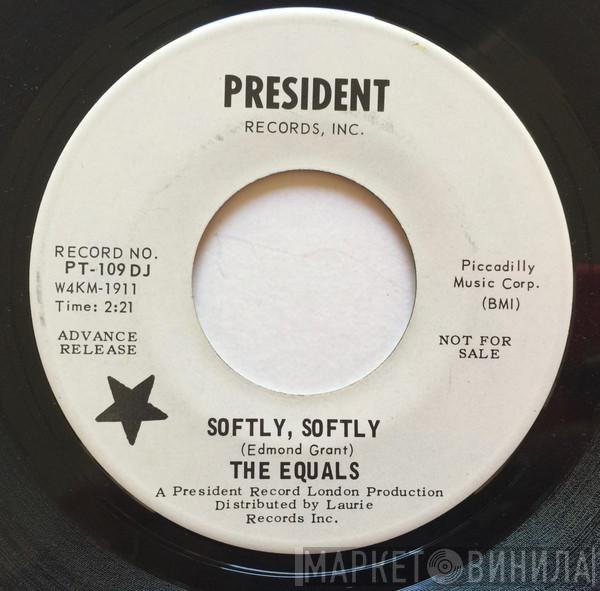 PRESIDENT
RECORDS, INC.
RECORD NO.
PT-109 DJ
W4KM-1911
Time: 2:21
ADVANCE
RELEASE
Piccadilly
Music Corp.
(BMI)
NOT FOR
SALE
SOFTLY, SOFTLY
(Edmond Grant)
THE EQUALS
A President Record London Production
Distributed by Laurie
Records Inc.
МАРКЕТ ВИНИЛА